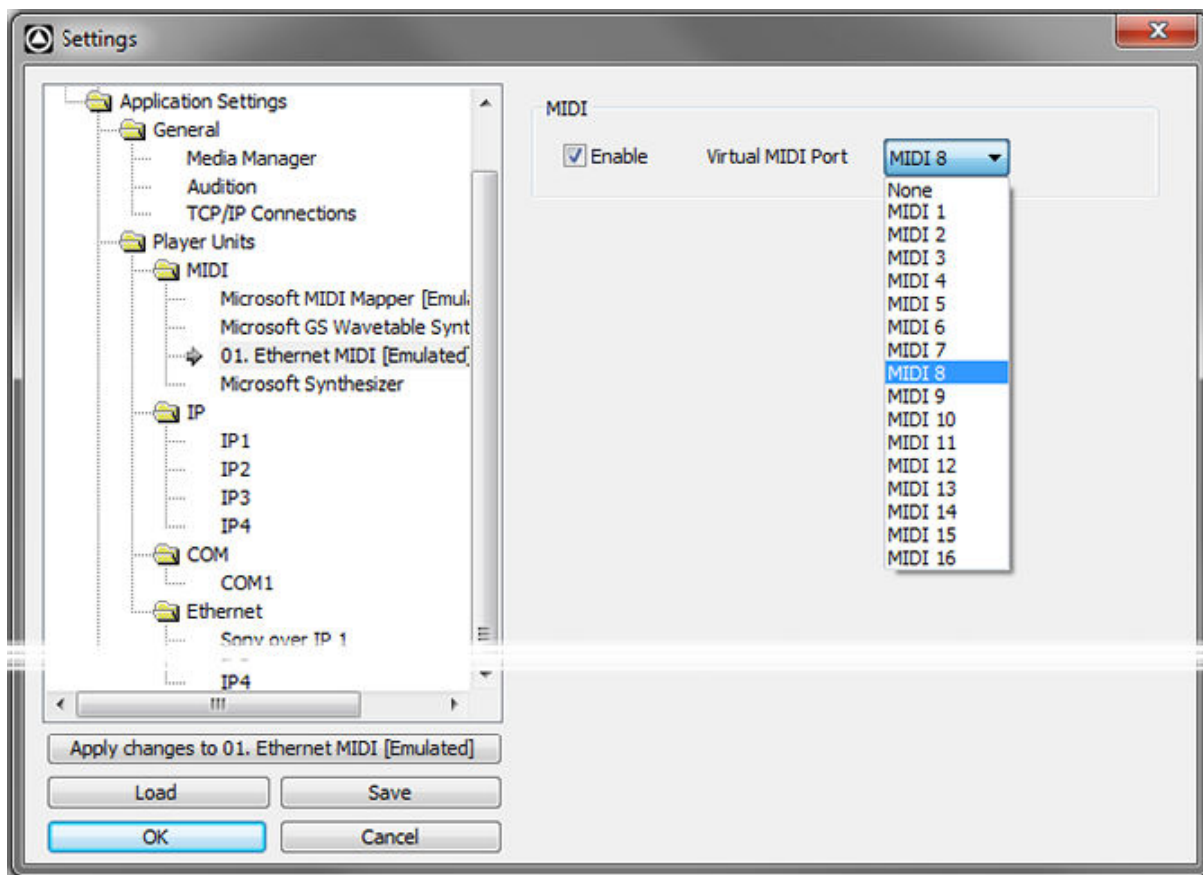 Settings
Application Settings
General
Media Manager
Audition
TCP/IP Connections
Player Units
MIDI
Microsoft MIDI Mapper [Emul
Microsoft GS Wavetable Synt
01. Ethernet MIDI [Emulated]
Microsoft Synthesizer
IP
IP1
IP2
IP3
IP4
COM
COM1
Ethernet
Sony over IP 1
IP4
Apply changes to 01. Ethernet MIDI [Emulated]
Load Save
OK Cancel
MIDI
Enable Virtual MIDI Port MIDI 8
None
MIDI 1
MIDI 2
MIDI 3
MIDI 4
MIDI 5
MIDI 6
MIDI 7
MIDI 8
MIDI 9
MIDI 10
MIDI 11
MIDI 12
MIDI 13
MIDI 14
MIDI 15
MIDI 16